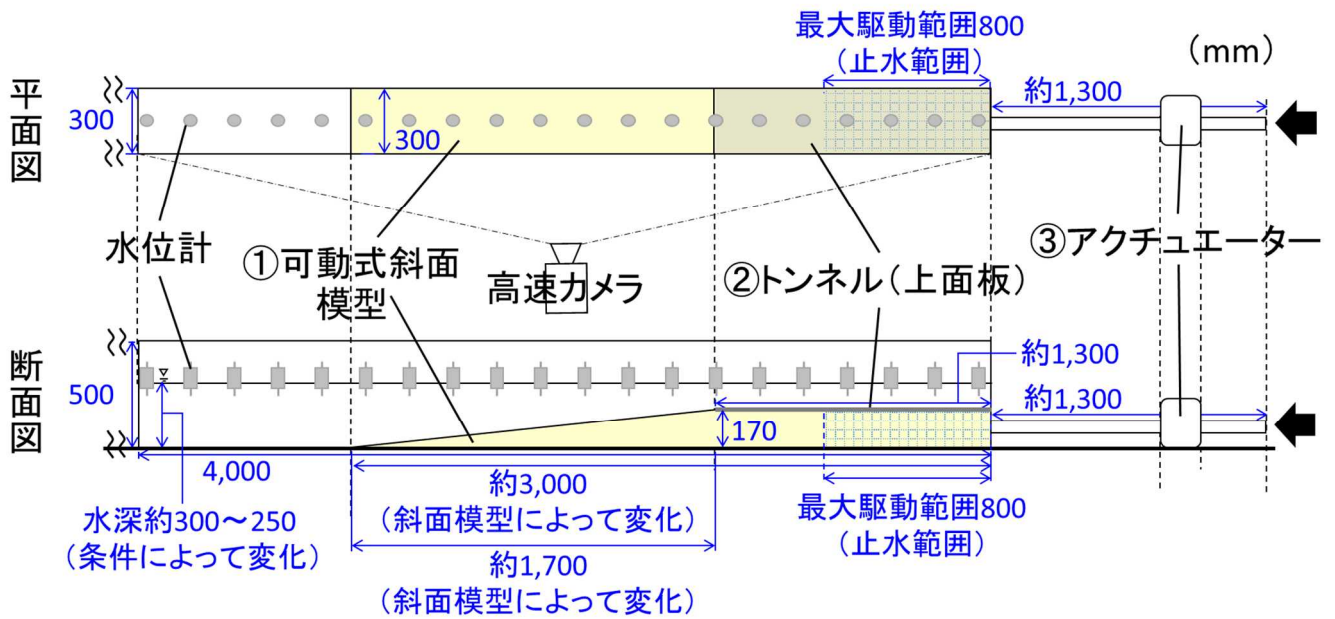 最大駆動範囲800
(止水範囲)
(mm)
平面図
300
300
約1,300
水位計
①可動式斜面
模型
高速カメラ
②トンネル(上面板)
③アクチュエーター
断面図
500
170
約1,300
約1,300
4,000
水深約300～250
(条件によって変化)
約3,000
(斜面模型によって変化)
約1,700
(斜面模型によって変化)
最大駆動範囲800
(止水範囲)